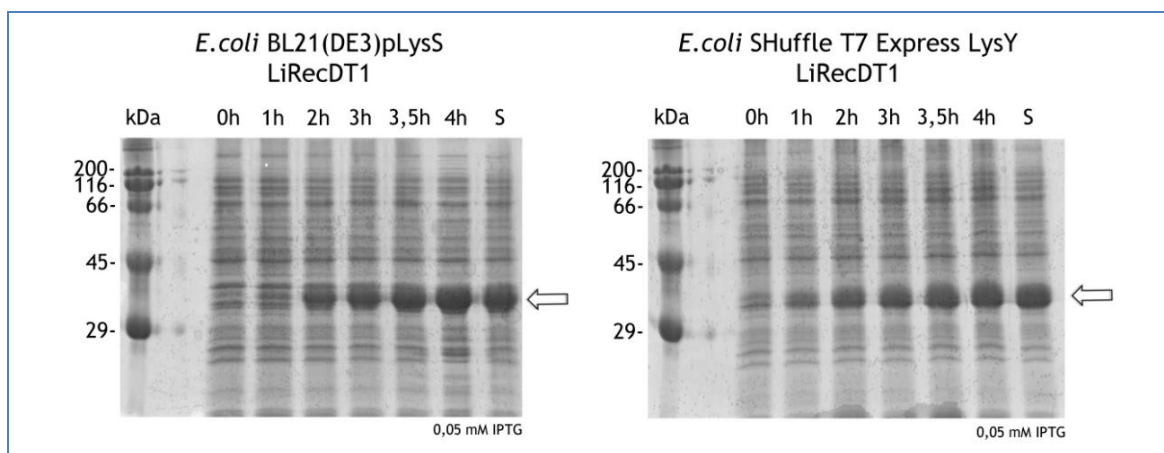 E.coli BL21(DE3)pLysS
LiRecDT1
kDa 0h 1h 2h 3h 3,5h 4h S
200-
116-
66-
45-
29-
0,05 mM IPTG
E.coli SHuffle T7 Express LysY
LiRecDT1
kDa 0h 1h 2h 3h 3,5h 4h S
200-
116-
66-
45-
29-
0,05 mM IPTG